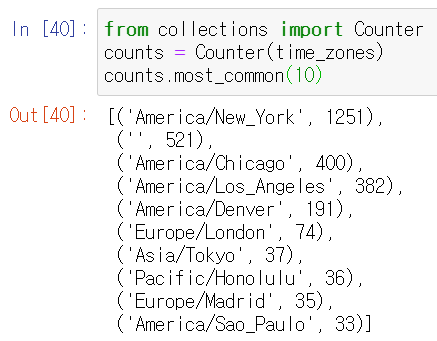 In [40]: from collections import Counter
counts = Counter(time_zones)
counts.most_common(10)
Out[40]: [('America/New_York', 1251),
('', 521),
('America/Chicago', 400),
('America/Los_Angeles', 382),
('America/Denver', 191),
('Europe/London', 74),
('Asia/Tokyo', 37),
('Pacific/Honolulu', 36),
('Europe/Madrid', 35),
('America/Sao_Paulo', 33)]